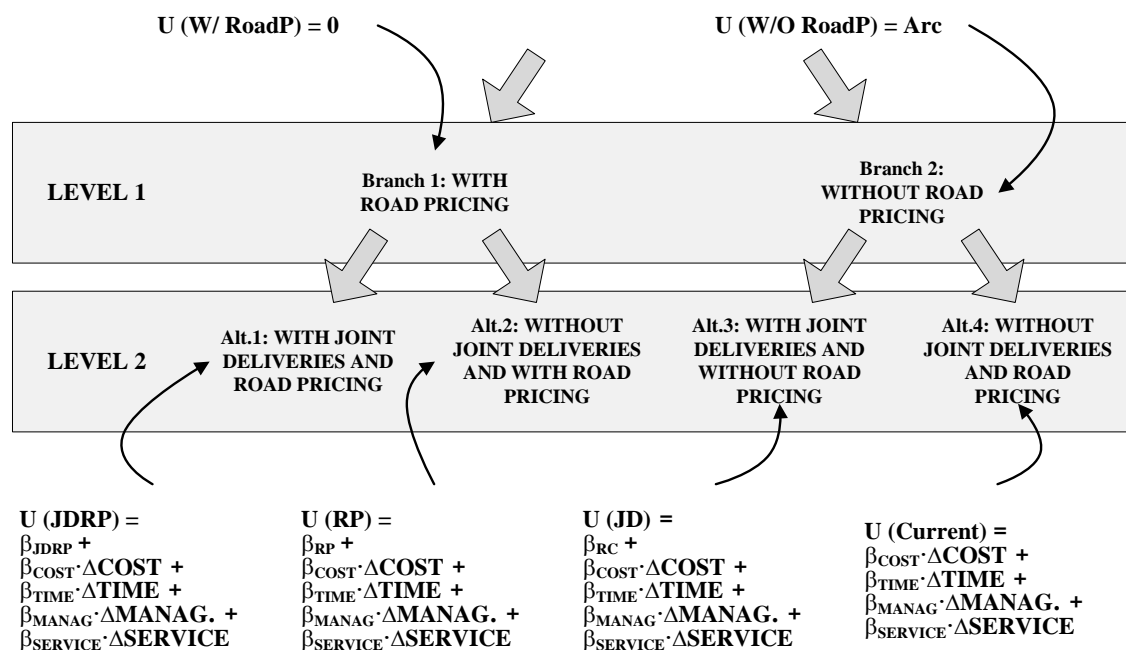 U (W/ RoadP) = 0
U (W/O RoadP) = Arc
LEVEL 1
Branch 1: WITH
ROAD PRICING
Branch 2:
WITHOUT ROAD
PRICING
LEVEL 2
Alt.1: WITH JOINT
DELIVERIES AND
ROAD PRICING
Alt.2: WITHOUT
JOINT DELIVERIES
AND WITH ROAD
PRICING
Alt.3: WITH JOINT
DELIVERIES AND
WITHOUT ROAD
PRICING
Alt.4: WITHOUT
JOINT DELIVERIES
AND ROAD
PRICING
U (JDRP) =
βJDRP +
βCOST·ΔCOST +
βTIME·ΔTIME +
βMANAG·ΔMANAG. +
βSERVICE·ΔSERVICE
U (RP) =
βRP +
βCOST·ΔCOST +
βTIME·ΔTIME +
βMANAG·ΔMANAG. +
βSERVICE·ΔSERVICE
U (JD) =
βRC +
βCOST·ΔCOST +
βTIME·ΔTIME +
βMANAG·ΔMANAG. +
βSERVICE·ΔSERVICE
U (Current) =
βCOST·ΔCOST +
βTIME·ΔTIME +
βMANAG·ΔMANAG. +
βSERVICE·ΔSERVICE